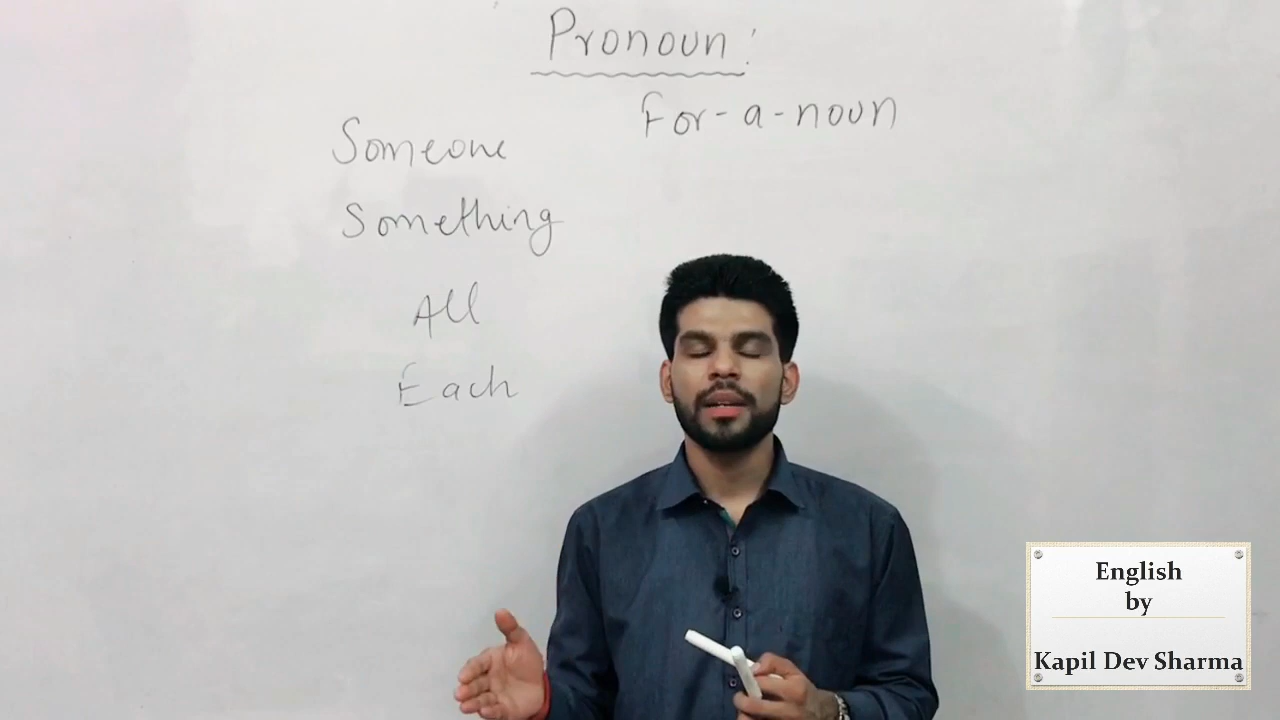 Pronoun:
For-a-noun
Someone
Something
All
Each
English
by
Kapil Dev Sharma